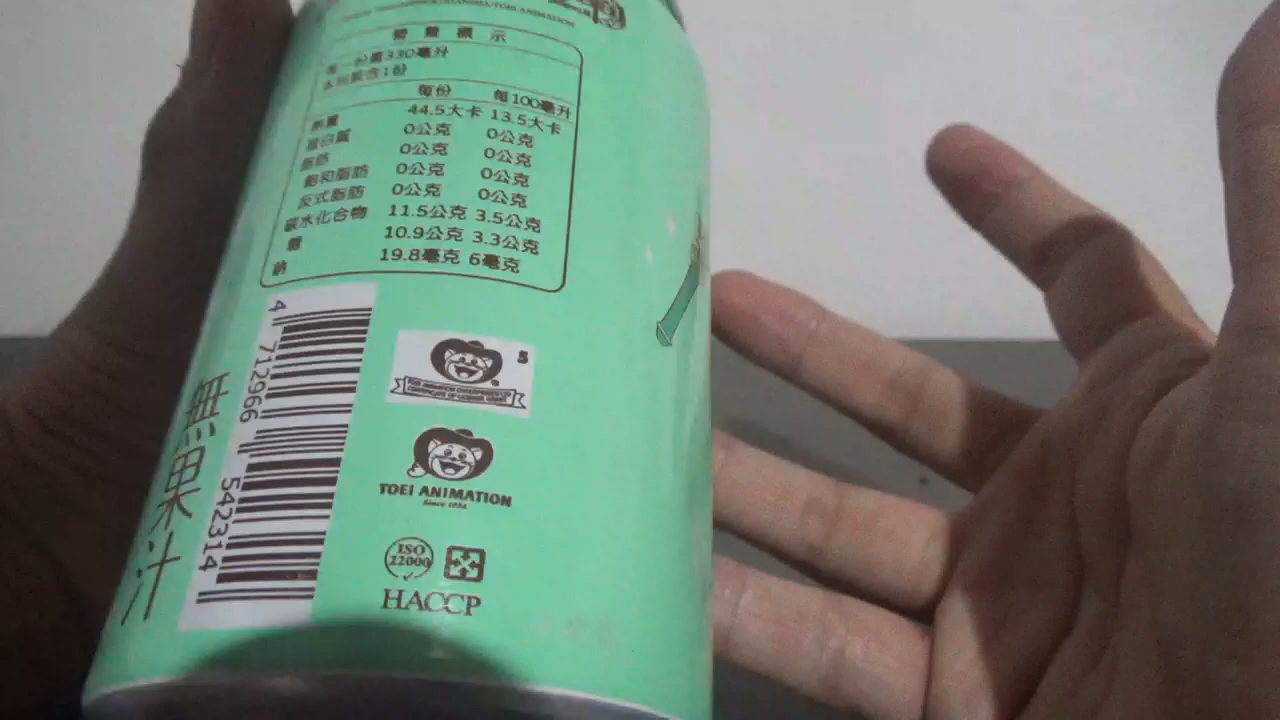 TOEI ANIMATION
營養標示
每一份量330毫升
本包裝含1份
每份 每100毫升
熱量 44.5大卡 13.5大卡
蛋白質 0公克 0公克
脂肪 0公克 0公克
飽和脂肪 0公克 0公克
反式脂肪 0公克 0公克
碳水化合物 11.5公克 3.5公克
糖 10.9公克 3.3公克
鈉 19.8毫克 6毫克
4 712966 542314
無果汁
S
TOEI ANIMATION
Since 1956
ISO
22000
HACCP